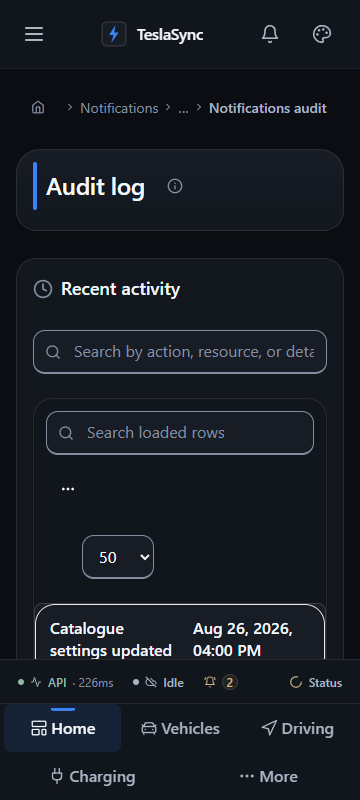 TeslaSync
Notifications ... Notifications audit
Audit log
Recent activity
Search by action, resource, or deta
Search loaded rows
...
50
Catalogue settings updated
Aug 26, 2026, 04:00 PM
API · 226ms Idle 2 Status
Home Vehicles Driving
Charging ... More